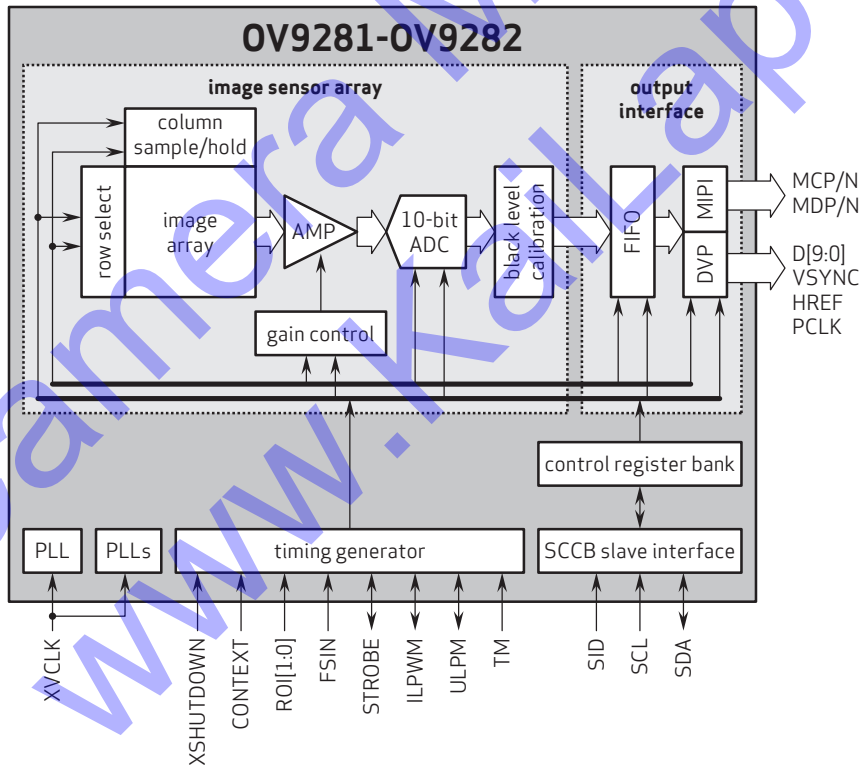 OV9281-OV9282
image sensor array
output
interface
column
sample/hold
row select
image
array
AMP
10-bit
ADC
black level
calibration
FIFO
MIPI
DVP
MCP/N
MDP/N
D[9:0]
VSYNC
HREF
PCLK
gain control
control register bank
PLL
PLLs
timing generator
SCCB slave interface
XVCLK
XSHUTDOWN
CONTEXT
ROI[1:0]
FSIN
STROBE
ILPWM
ULPM
TM
SID
SCL
SDA
Camera M
www.KaiLap